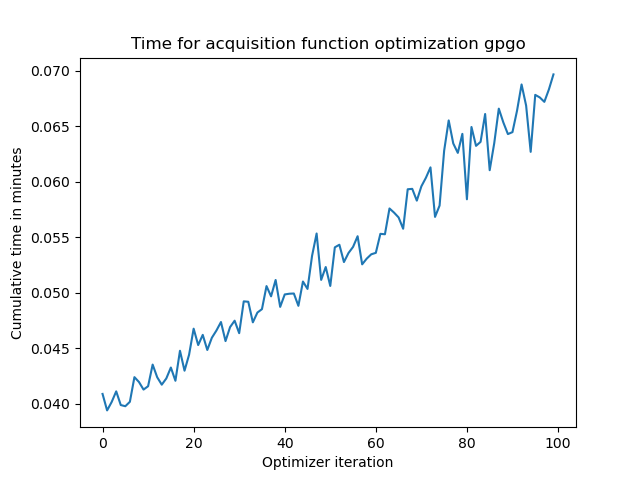 Time for acquisition function optimization gpgo
0.070
0.065
0.060
0.055
0.050
0.045
0.040
Cumulative time in minutes
0 20 40 60 80 100
Optimizer iteration